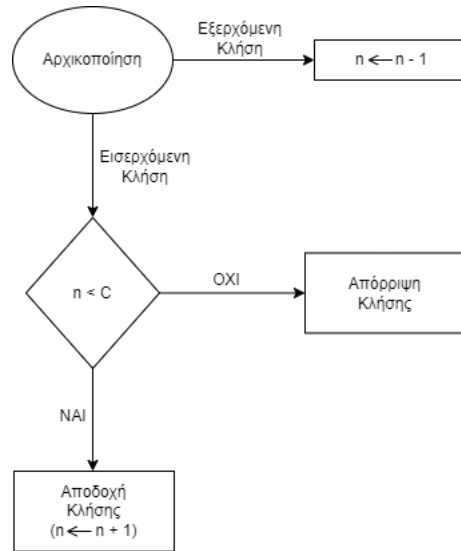 Εξερχόμενη
Κλήση
Αρχικοποίηση
n ← n - 1
Εισερχόμενη
Κλήση
n < C
ΟΧΙ
Απόρριψη
Κλήσης
ΝΑΙ
Αποδοχή
Κλήσης
(n ← n + 1)